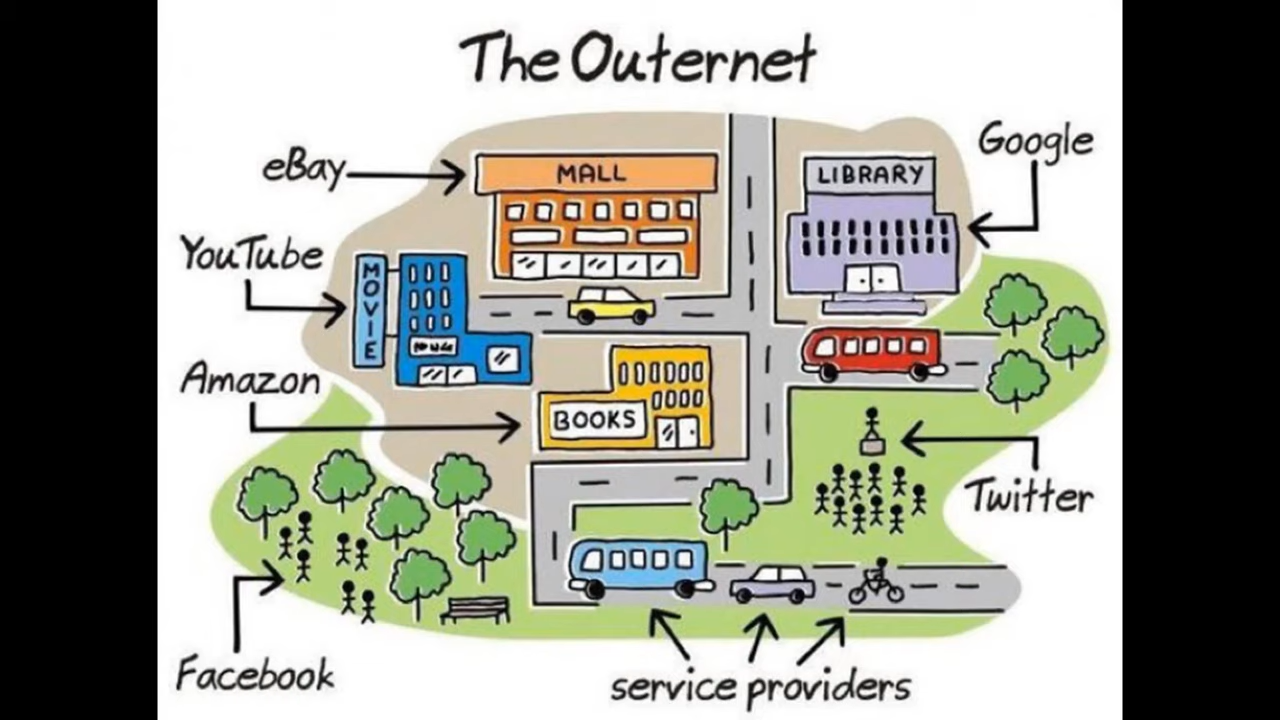 The Outernet
Google
eBay
MALL
LIBRARY
YouTube
MOVIE
Amazon
BOOKS
Twitter
Facebook
service providers